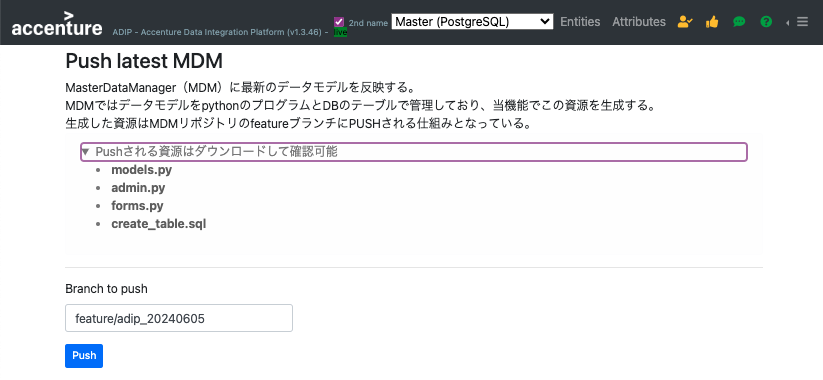 accenture
ADIP - Accenture Data Integration Platform (v1.3.46) - live
2nd name
Master (PostgreSQL)
Entities
Attributes
Push latest MDM
MasterDataManager（MDM）に最新のデータモデルを反映する。
MDMではデータモデルをpythonのプログラムとDBのテーブルで管理しており、当機能でこの資源を生成する。
生成した資源はMDMリポジトリのfeatureブランチにPUSHされる仕組みとなっている。
▼ Pushされる資源はダウンロードして確認可能
• models.py
• admin.py
• forms.py
• create_table.sql
Branch to push
feature/adip_20240605
Push